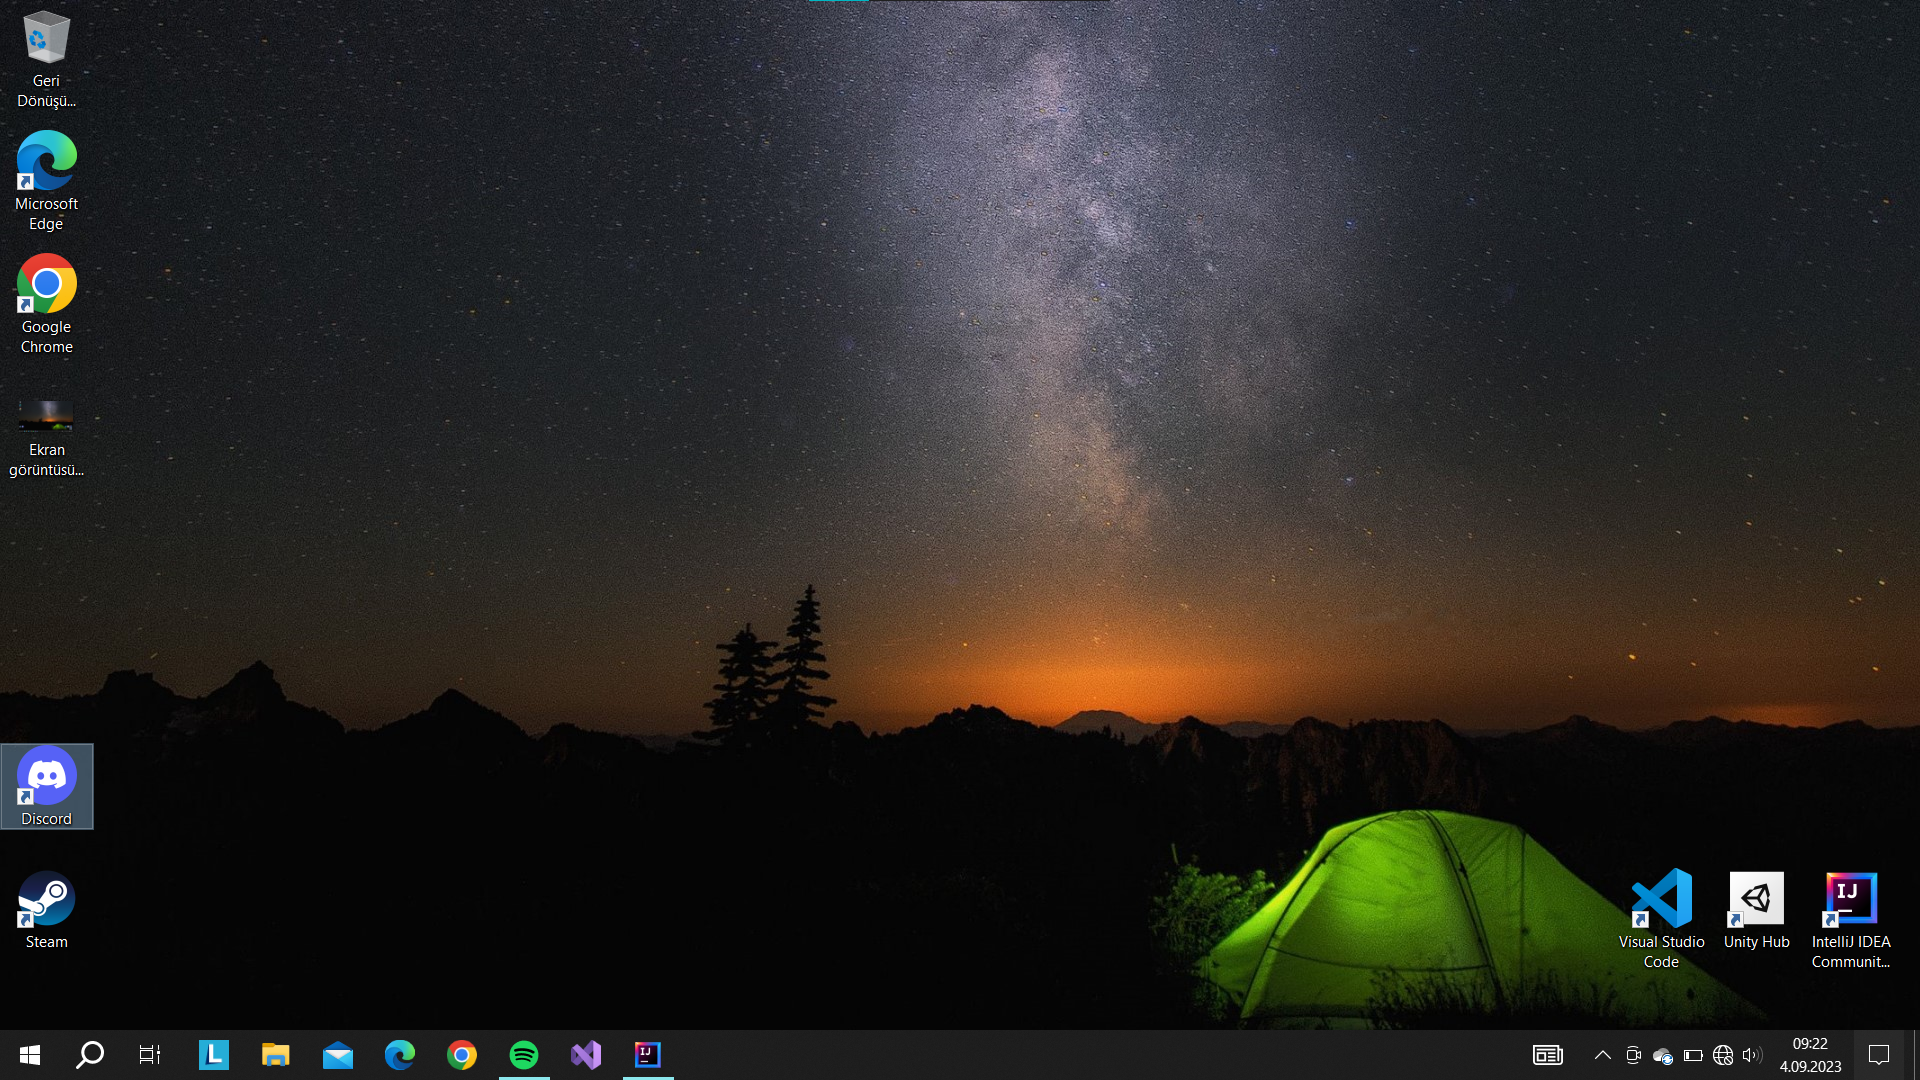 Geri
Dönüşü...
Microsoft
Edge
Google
Chrome
Ekran
görüntüsü...
Discord
Steam
Visual Studio
Code
Unity Hub
IJ
IntelliJ IDEA
Communit...
L
IJ
09:22
4.09.2023